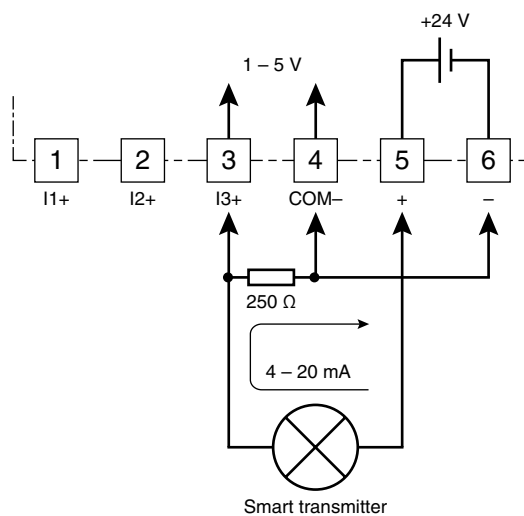 +24 V
1 – 5 V
1 2 3 4 5 6
I1+ I2+ I3+ COM– + –
250 Ω
4 – 20 mA
Smart transmitter